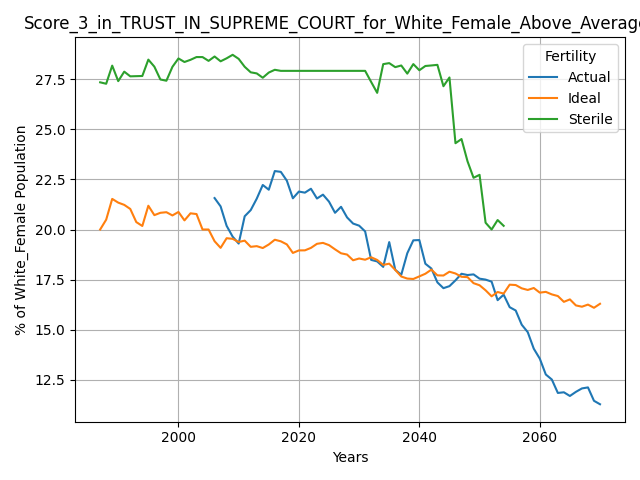 Score_3_in_TRUST_IN_SUPREME_COURT_for_White_Female_Above_Average
Fertility
Actual
Ideal
Sterile
% of White_Female Population
27.5
25.0
22.5
20.0
17.5
15.0
12.5
2000
2020
2040
2060
Years